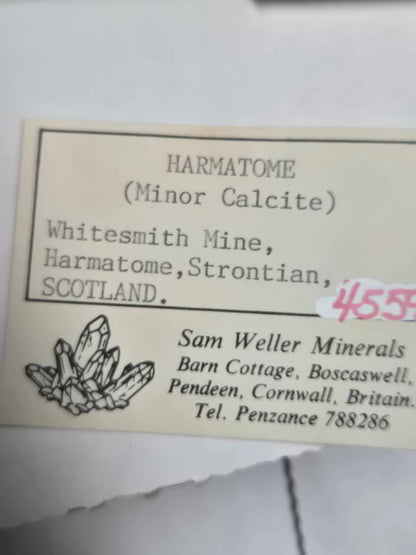 HARMATOME
(Minor Calcite)
Whitesmith Mine,
Harmatome,Strontian,
SCOTLAND.
Sam Weller Minerals
Barn Cottage, Boscaswell,
Pendeen, Cornwall, Britain.
Tel. Penzance 788286